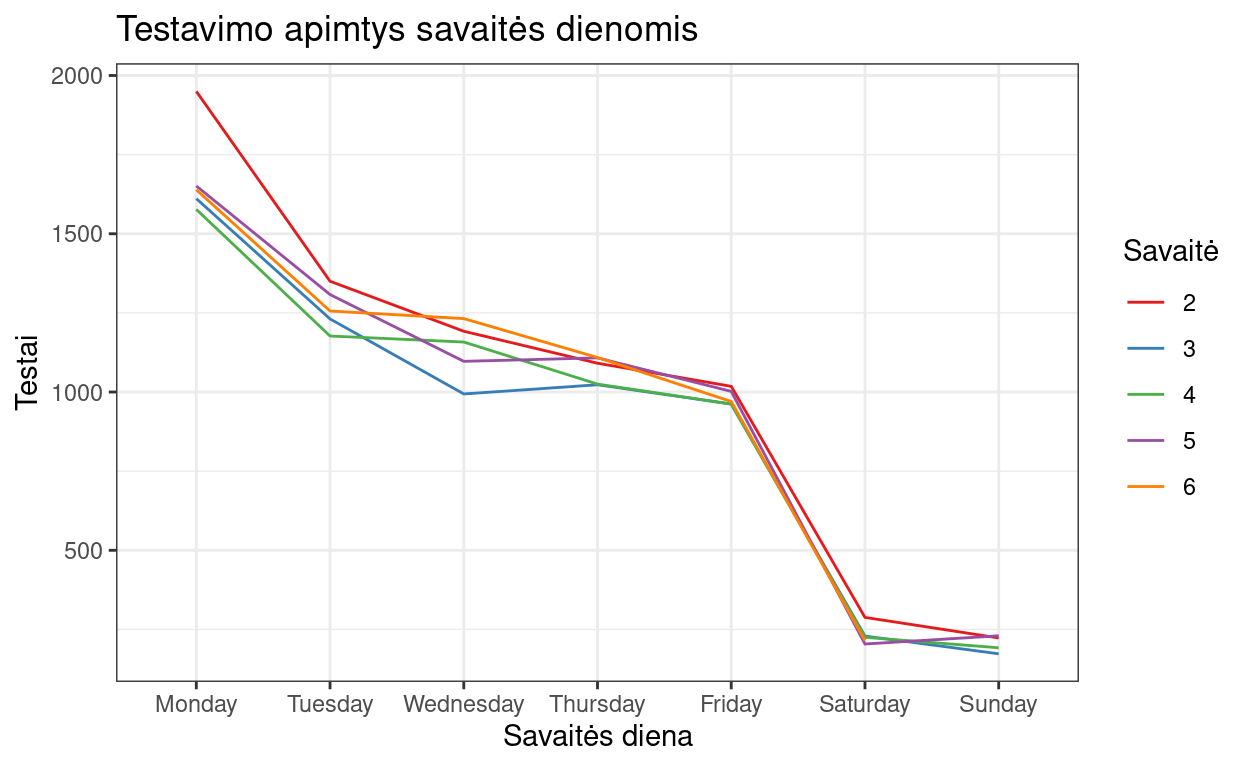 Testavimo apimtys savaitės dienomis
Testai
2000
1500
1000
500
Monday Tuesday Wednesday Thursday Friday Saturday Sunday
Savaitės diena
Savaitė
2
3
4
5
6